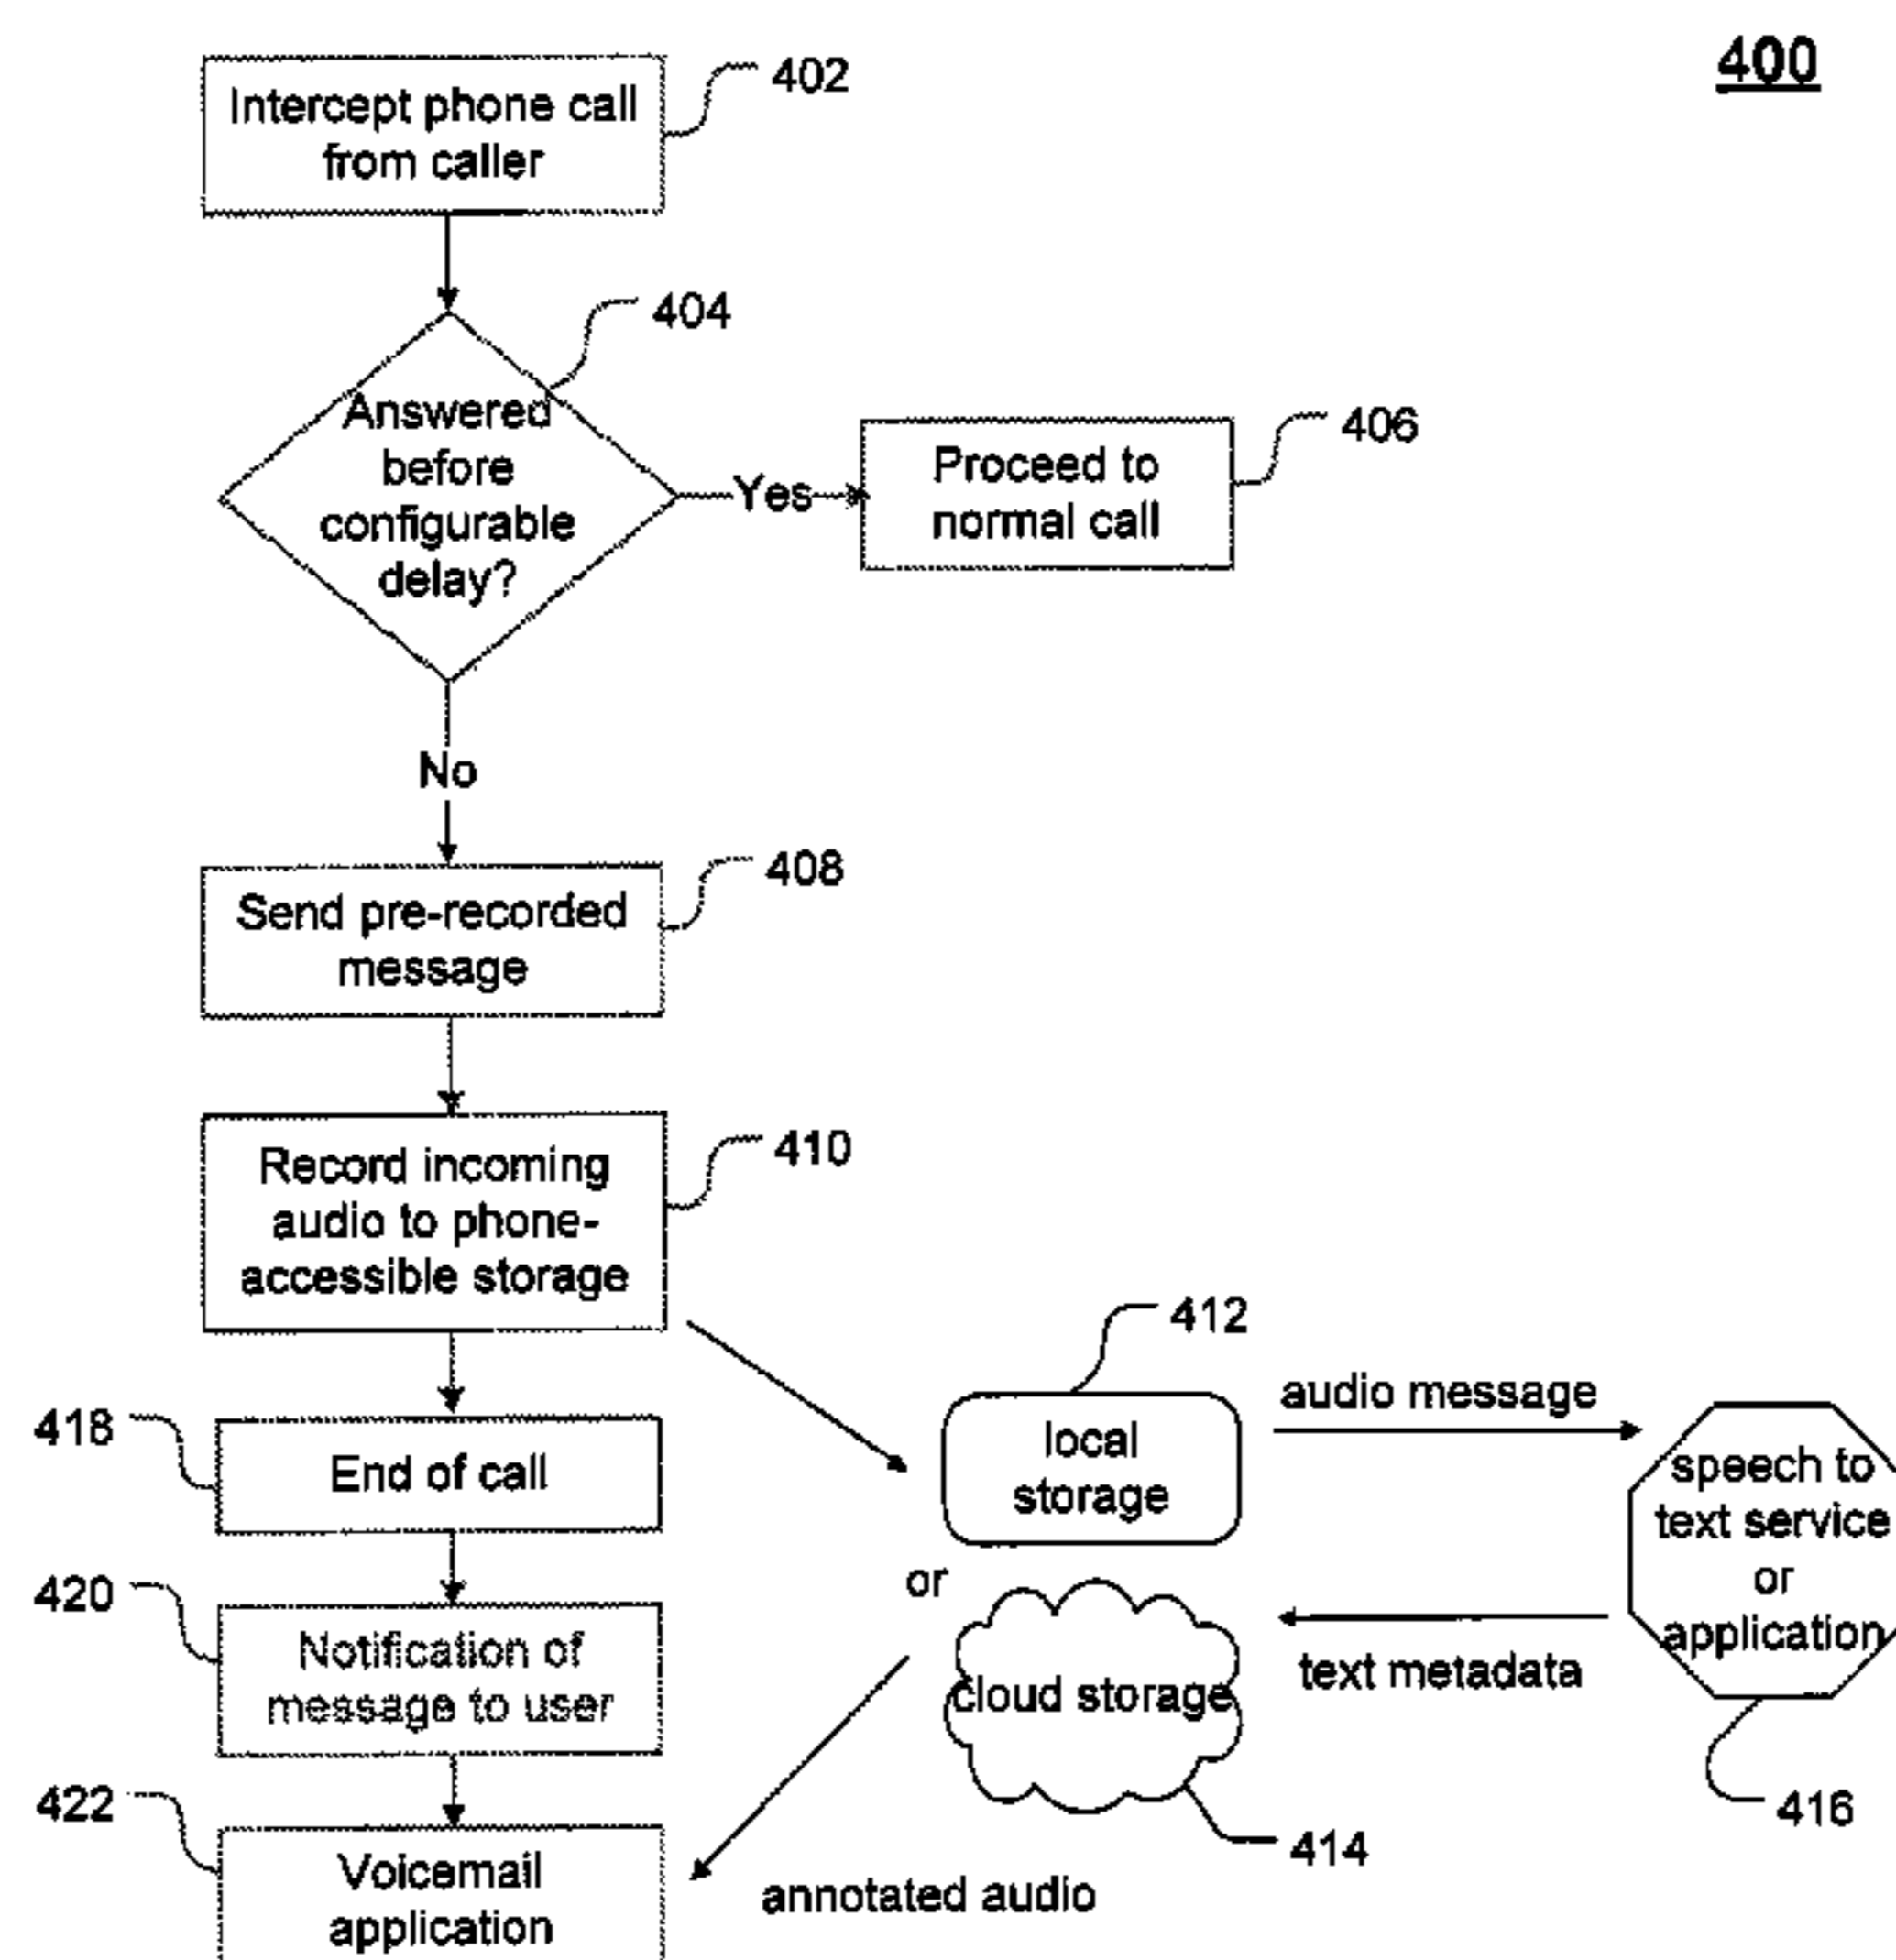 400
402
Intercept phone call
from caller
404
Answered
before
configurable
delay?
Yes
406
Proceed to
normal call
No
408
Send pre-recorded
message
410
Record incoming
audio to phone-
accessible storage
412
local
storage
audio message
speech to
text service
or
application
418
End of call
or
420
Notification of
message to user
cloud storage
text metadata
416
414
422
Voicemail
application
annotated audio